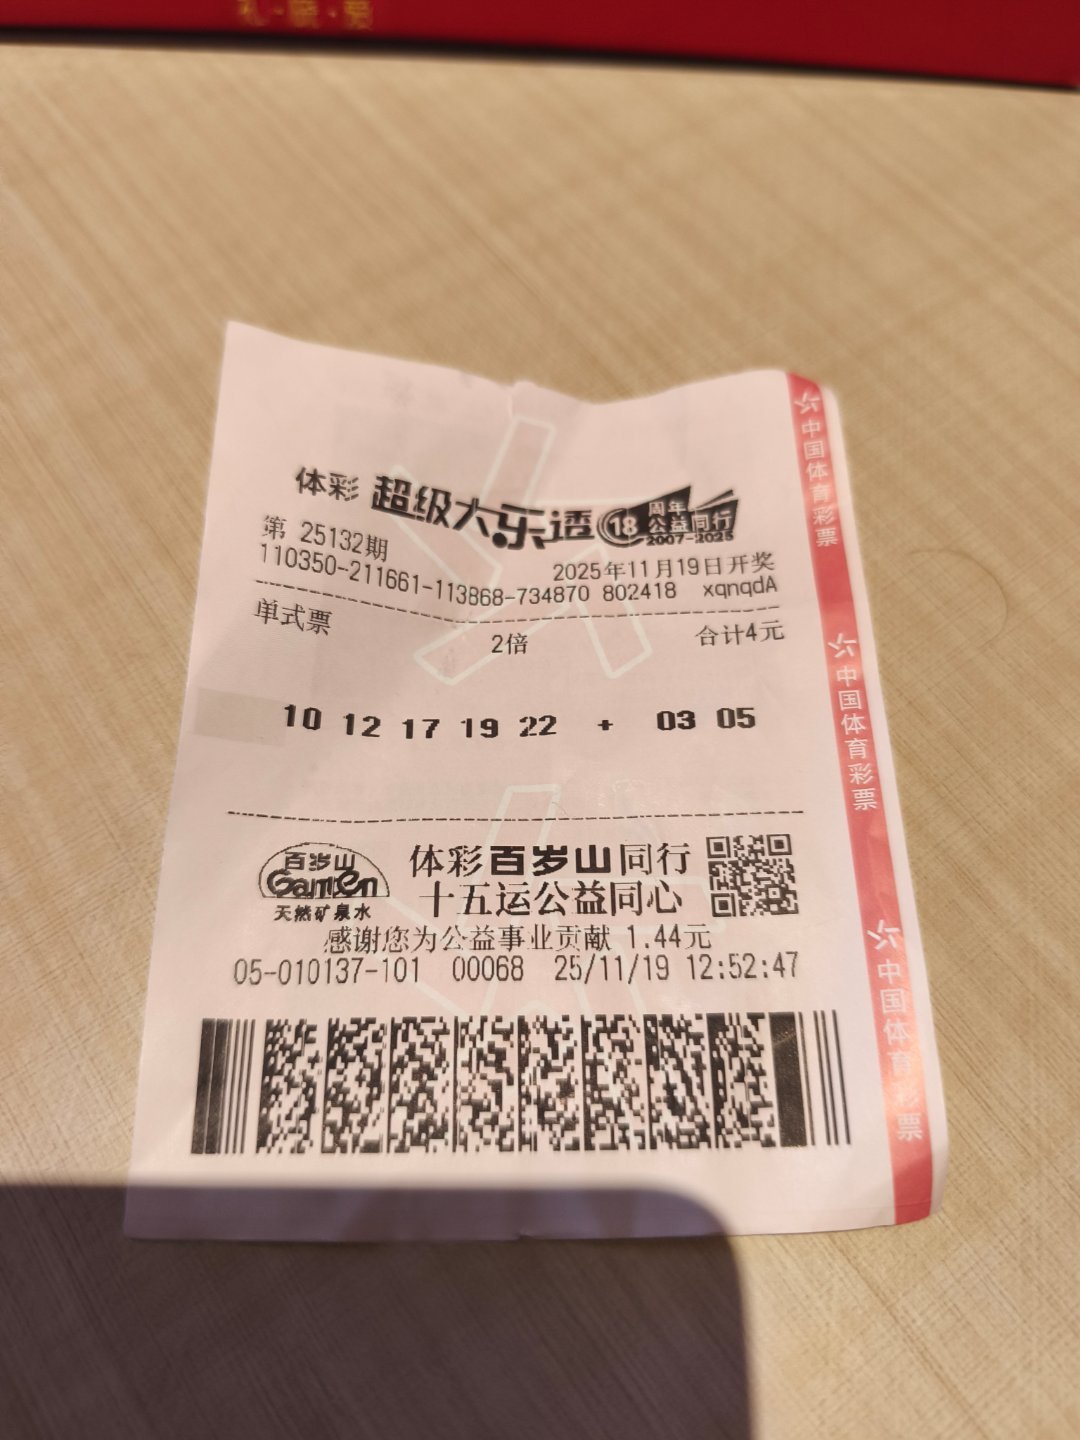 礼·晓·爱
体彩 超级大乐透 18周年 公益同行 2007-2025
第 25132期 2025年11月19日开奖
110350-211661-113868-734870 802418 xqnqdA
单式票 2倍 合计4元
10 12 17 19 22 + 03 05
百岁山
Ganten
天然矿泉水
体彩百岁山同行
十五运公益同心
感谢您为公益事业贡献 1.44元
05-010137-101 00068 25/11/19 12:52:47
中国体育彩票
中国体育彩票
中国体育彩票